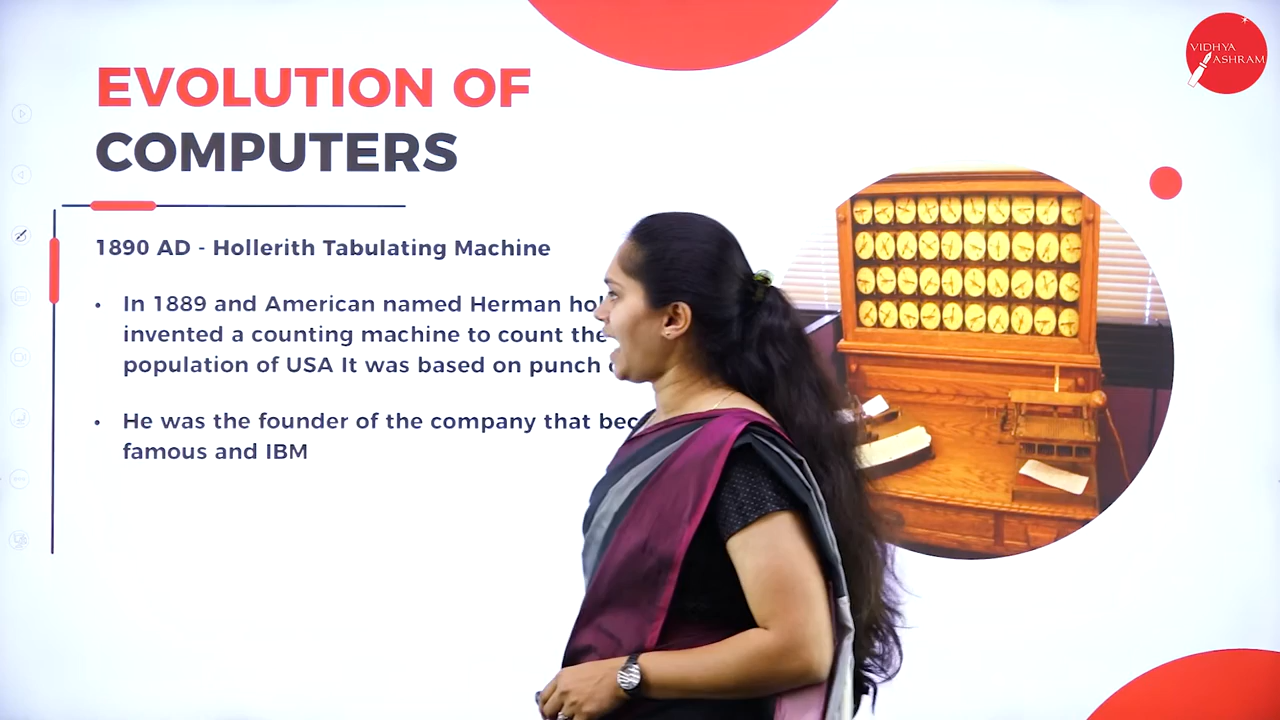 EVOLUTION OF
COMPUTERS
1890 AD - Hollerith Tabulating Machine
• In 1889 and American named Herman
invented a counting machine to count the
population of USA It was based on punch
• He was the founder of the company that
famous and IBM
VIDHYA
ASHRAM